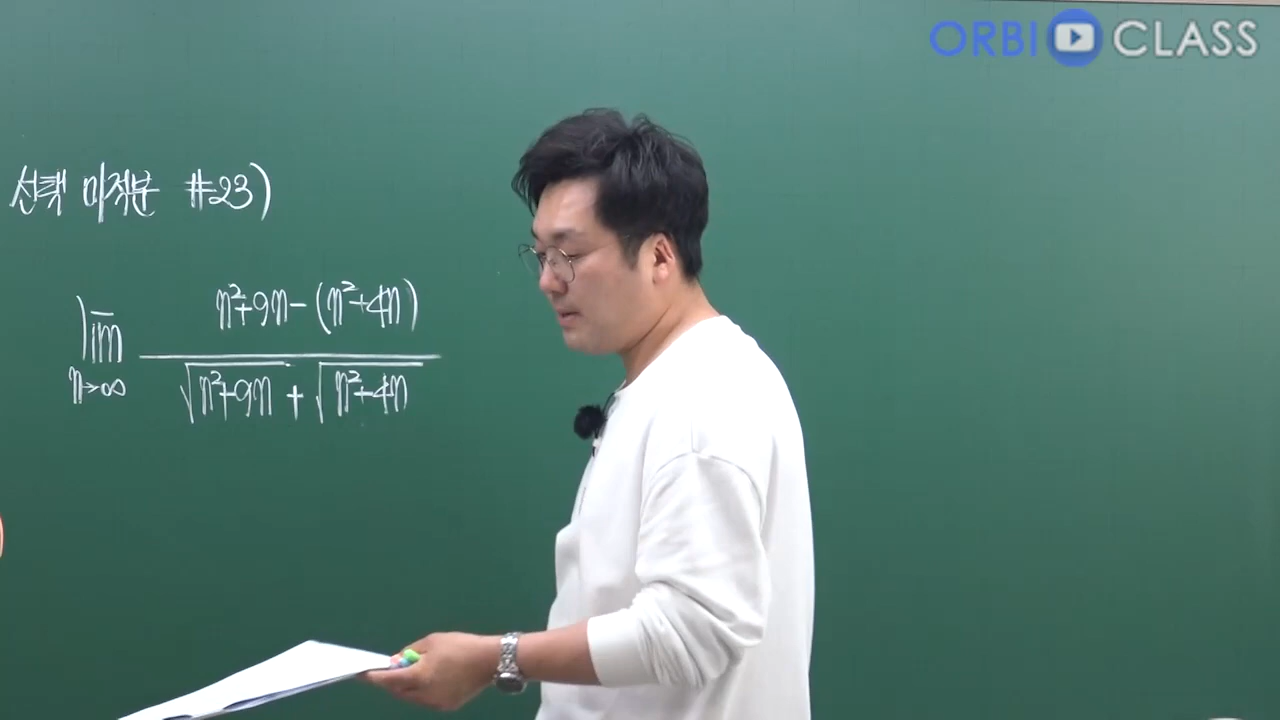 ORBI CLASS
선택 미적분 #23)
lim n→∞ n²+9n-(n²+4n) / √n²+9n + √n²+4n